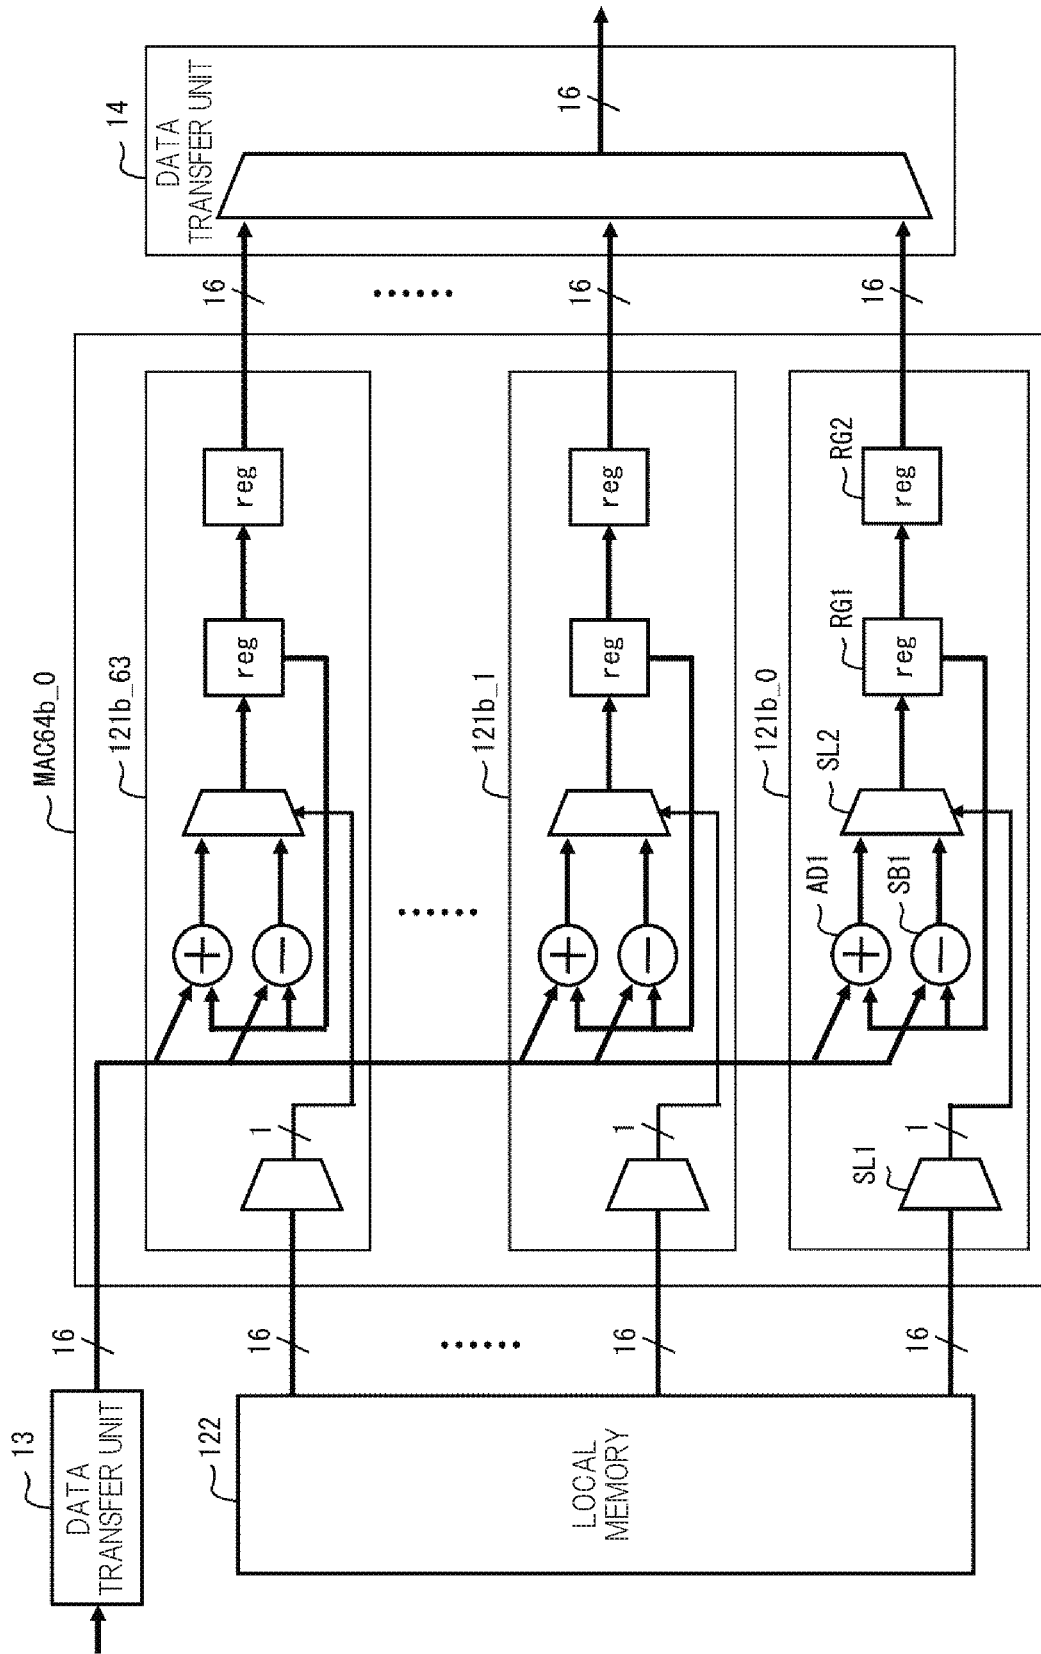 13
DATA
TRANSFER UNIT
16
122
LOCAL
MEMORY
16
16
16
MAC64b_0
121b_63
1
reg
reg
16
121b_1
1
reg
reg
16
121b_0
SL1
1
AD1
SB1
SL2
RG1
reg
RG2
reg
16
14
DATA
TRANSFER UNIT
16